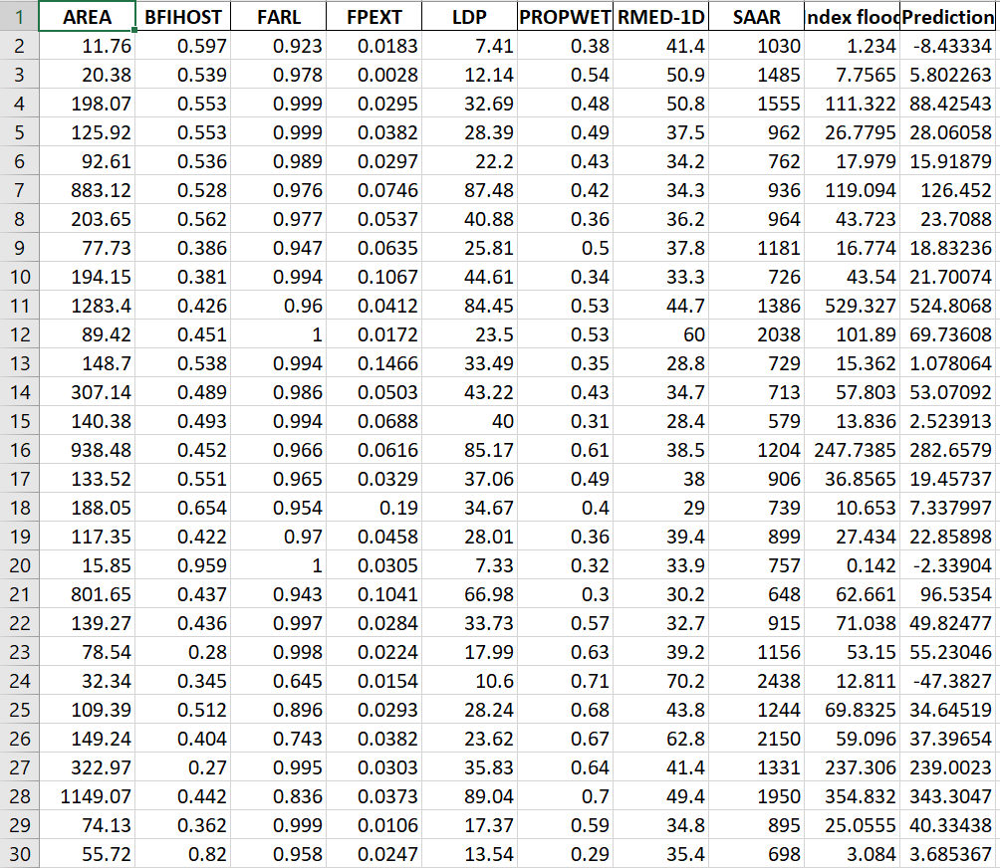 1 AREA BFIHOST FARL FPEXT LDP PROPWET RMED-1D SAAR Index flood Prediction
2 11.76 0.597 0.923 0.0183 7.41 0.38 41.4 1030 1.234 -8.43334
3 20.38 0.539 0.978 0.0028 12.14 0.54 50.9 1485 7.7565 5.802263
4 198.07 0.553 0.999 0.0295 32.69 0.48 50.8 1555 111.322 88.42543
5 125.92 0.553 0.999 0.0382 28.39 0.49 37.5 962 26.7795 28.06058
6 92.61 0.536 0.989 0.0297 22.2 0.43 34.2 762 17.979 15.91879
7 883.12 0.528 0.976 0.0746 87.48 0.42 34.3 936 119.094 126.452
8 203.65 0.562 0.977 0.0537 40.88 0.36 36.2 964 43.723 23.7088
9 77.73 0.386 0.947 0.0635 25.81 0.5 37.8 1181 16.774 18.83236
10 194.15 0.381 0.994 0.1067 44.61 0.34 33.3 726 43.54 21.70074
11 1283.4 0.426 0.96 0.0412 84.45 0.53 44.7 1386 529.327 524.8068
12 89.42 0.451 1 0.0172 23.5 0.53 60 2038 101.89 69.73608
13 148.7 0.538 0.994 0.1466 33.49 0.35 28.8 729 15.362 1.078064
14 307.14 0.489 0.986 0.0503 43.22 0.43 34.7 713 57.803 53.07092
15 140.38 0.493 0.994 0.0688 40 0.31 28.4 579 13.836 2.523913
16 938.48 0.452 0.966 0.0616 85.17 0.61 38.5 1204 247.7385 282.6579
17 133.52 0.551 0.965 0.0329 37.06 0.49 38 906 36.8565 19.45737
18 188.05 0.654 0.954 0.19 34.67 0.4 29 739 10.653 7.337997
19 117.35 0.422 0.97 0.0458 28.01 0.36 39.4 899 27.434 22.85898
20 15.85 0.959 1 0.0305 7.33 0.32 33.9 757 0.142 -2.33904
21 801.65 0.437 0.943 0.1041 66.98 0.3 30.2 648 62.661 96.5354
22 139.27 0.436 0.997 0.0284 33.73 0.57 32.7 915 71.038 49.82477
23 78.54 0.28 0.998 0.0224 17.99 0.63 39.2 1156 53.15 55.23046
24 32.34 0.345 0.645 0.0154 10.6 0.71 70.2 2438 12.811 -47.3827
25 109.39 0.512 0.896 0.0293 28.24 0.68 43.8 1244 69.8325 34.64519
26 149.24 0.404 0.743 0.0382 23.62 0.67 62.8 2150 59.096 37.39654
27 322.97 0.27 0.995 0.0303 35.83 0.64 41.4 1331 237.306 239.0023
28 1149.07 0.442 0.836 0.0373 89.04 0.7 49.4 1950 354.832 343.3047
29 74.13 0.362 0.999 0.0106 17.37 0.59 34.8 895 25.0555 40.33438
30 55.72 0.82 0.958 0.0247 13.54 0.29 35.4 698 3.084 3.685367